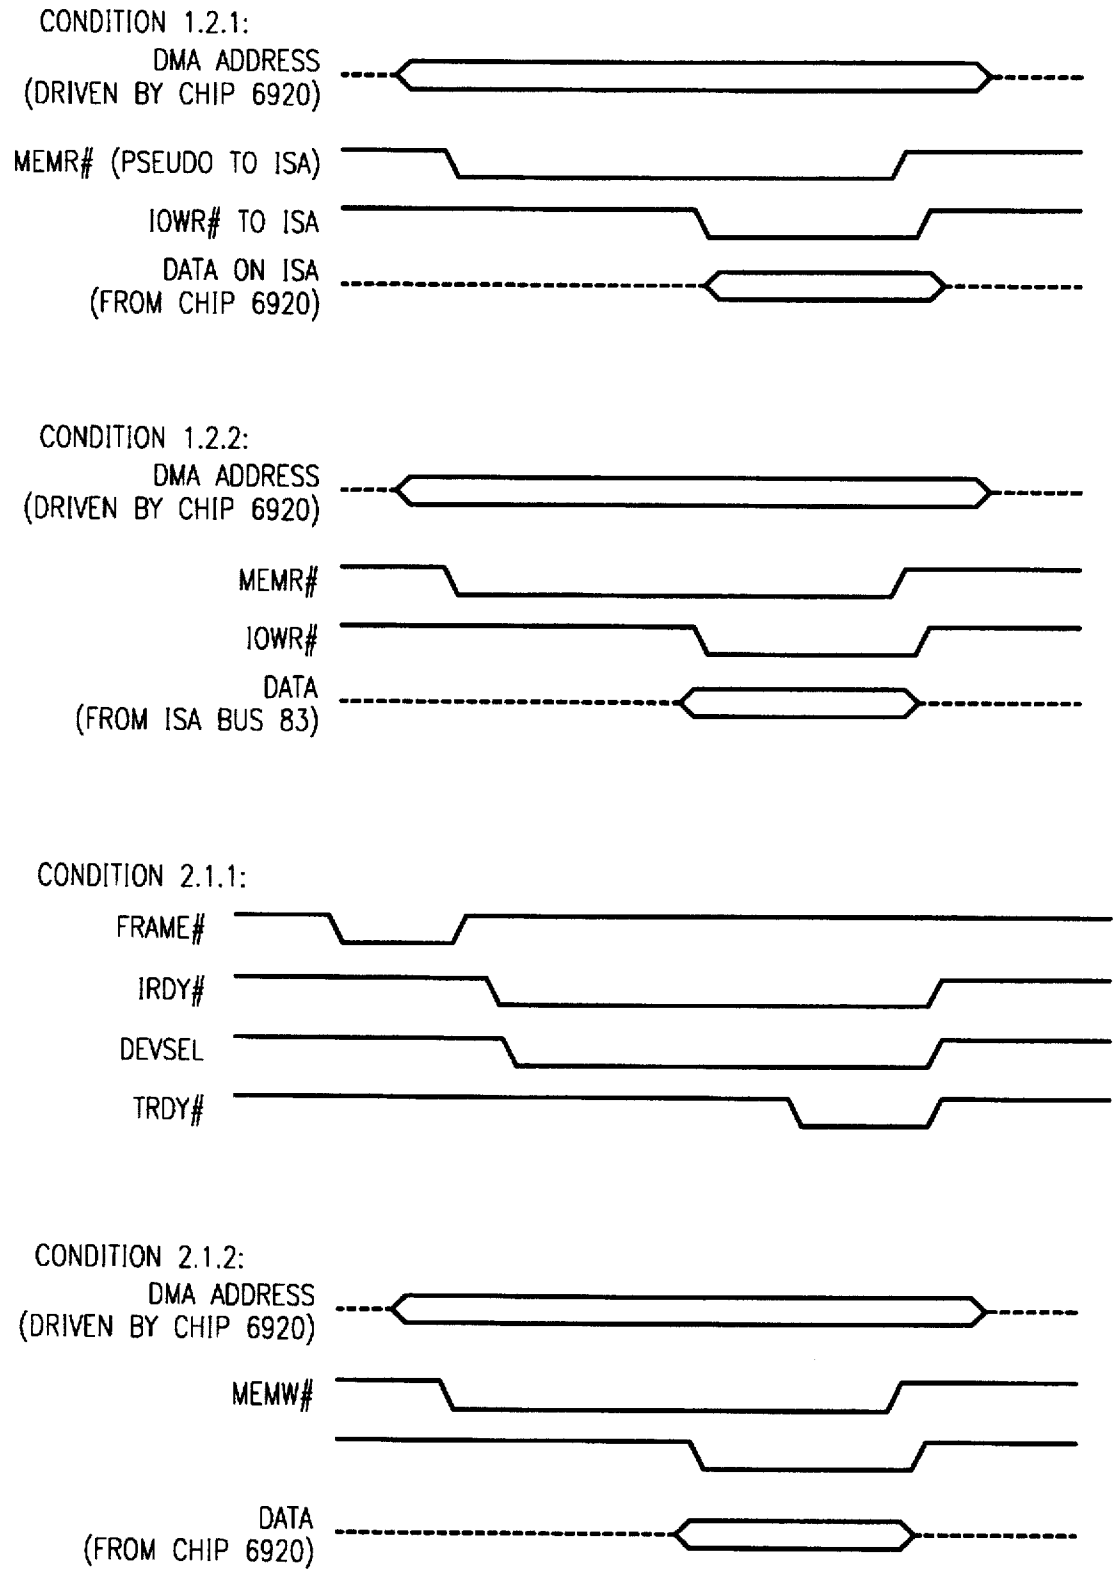 CONDITION 1.2.1:
DMA ADDRESS
(DRIVEN BY CHIP 6920)
MEMR# (PSEUDO TO ISA)
IOWR# TO ISA
DATA ON ISA
(FROM CHIP 6920)
CONDITION 1.2.2:
DMA ADDRESS
(DRIVEN BY CHIP 6920)
MEMR#
IOWR#
DATA
(FROM ISA BUS 83)
CONDITION 2.1.1:
FRAME#
IRDY#
DEVSEL
TRDY#
CONDITION 2.1.2:
DMA ADDRESS
(DRIVEN BY CHIP 6920)
MEMW#
DATA
(FROM CHIP 6920)